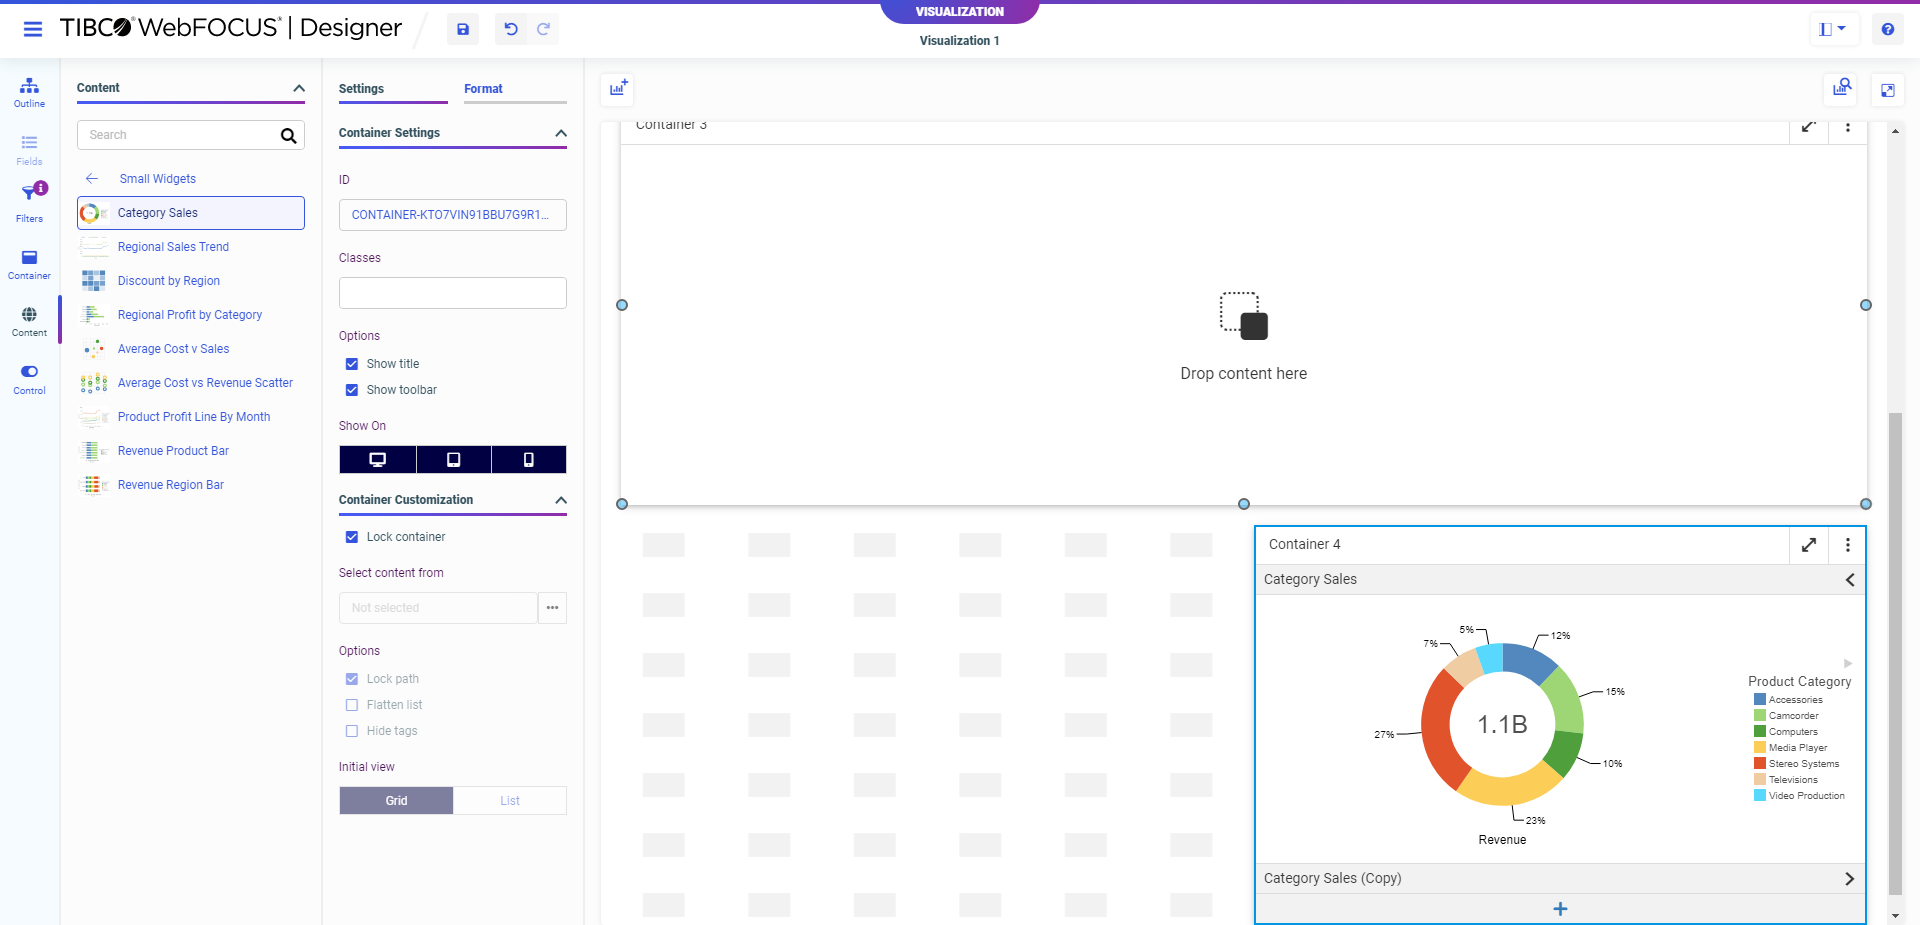 VISUALIZATION
TIBCO® WebFOCUS® | Designer
Visualization 1
Outline
Fields
Filters
Container
Content
Control
Content
Search
Small Widgets
Category Sales
Regional Sales Trend
Discount by Region
Regional Profit by Category
Average Cost v Sales
Average Cost vs Revenue Scatter
Product Profit Line By Month
Revenue Product Bar
Revenue Region Bar
Settings
Format
Container Settings
ID
CONTAINER-KTO7VIN91BBU7G9R1...
Classes
Options
Show title
Show toolbar
Show On
Container Customization
Lock container
Select content from
Not selected
Options
Lock path
Flatten list
Hide tags
Initial view
Grid
List
Container 3
Drop content here
Container 4
Category Sales
5%
12%
7%
15%
27%
10%
23%
1.1B
Revenue
Product Category
Accessories
Camcorder
Computers
Media Player
Stereo Systems
Televisions
Video Production
Category Sales (Copy)